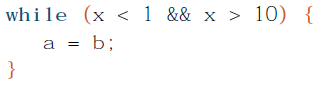 while (x < 1 && x > 10) {
   a = b;
}